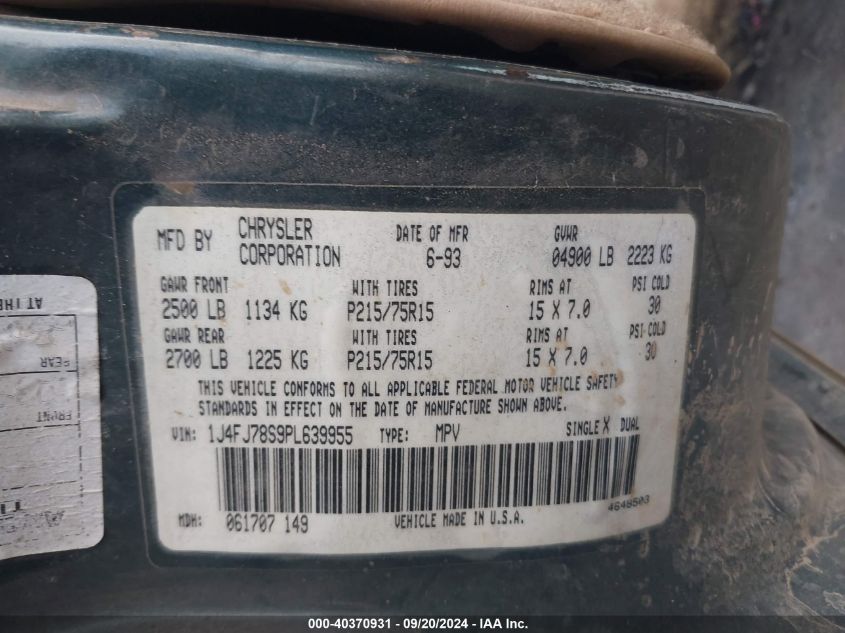 MFD BY CHRYSLER CORPORATION DATE OF MFR 6-93 GVWR 04900 LB 2223 KG
GAWR FRONT WITH TIRES RIMS AT PSI COLD
2500 LB 1134 KG P215/75R15 15 X 7.0 30
GAWR REAR WITH TIRES RIMS AT PSI COLD
2700 LB 1225 KG P215/75R15 15 X 7.0 30
THIS VEHICLE CONFORMS TO ALL APPLICABLE FEDERAL MOTOR VEHICLE SAFETY
STANDARDS IN EFFECT ON THE DATE OF MANUFACTURE SHOWN ABOVE.
VIN: 1J4FJ78S9PL639955 TYPE: MPV SINGLE X DUAL
4648503
MDH: 061707 149 VEHICLE MADE IN U.S.A.
AT THE
REAR
FRONT
000-40370931 - 09/20/2024 - IAA, Inc.